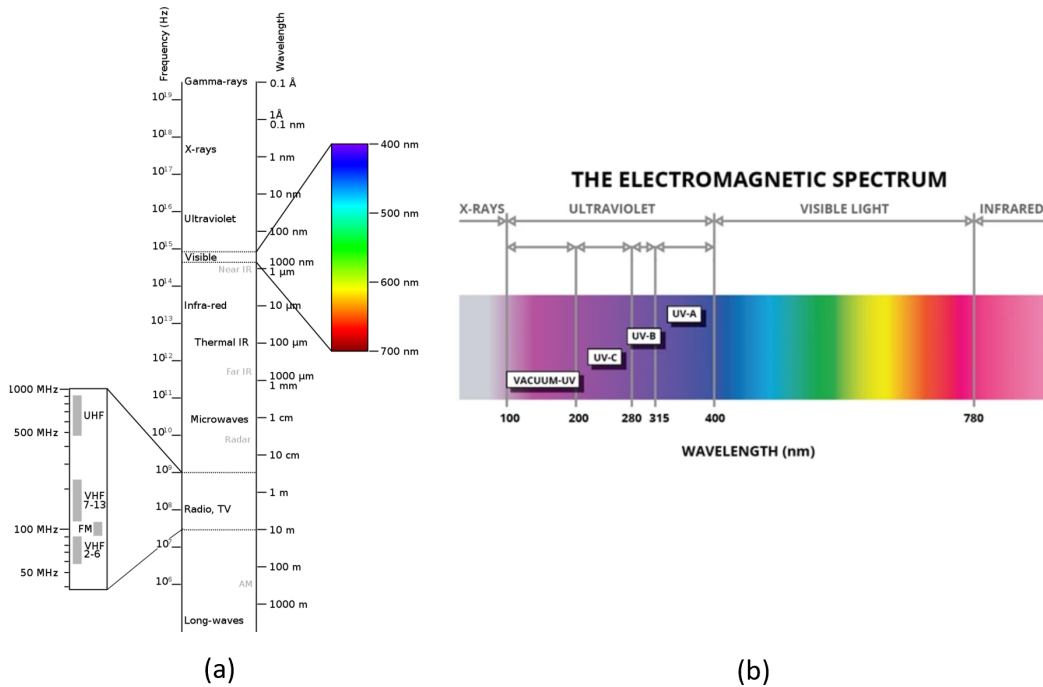 Frequency (Hz)
Wavelength
Gamma-rays
0.1 Å
10¹⁹
1Å
0.1 nm
10¹⁸
X-rays
1 nm
10¹⁷
10 nm
10¹⁶
Ultraviolet
100 nm
10¹⁵
Visible
1000 nm
Near IR
1 µm
10¹⁴
Infra-red
10 µm
10¹³
Thermal IR
100 µm
10¹²
Far IR
1000 µm
1 mm
10¹¹
Microwaves
1 cm
10¹⁰
Radar
10 cm
10⁹
1 m
10⁸
Radio, TV
10 m
10⁷
100 m
10⁶
AM
1000 m
Long-waves
400 nm
500 nm
600 nm
700 nm
1000 MHz
UHF
500 MHz
VHF
7-13
100 MHz
FM
VHF
2-6
50 MHz
(a)
THE ELECTROMAGNETIC SPECTRUM
X-RAYS ULTRAVIOLET VISIBLE LIGHT INFRARED
UV-A
UV-B
UV-C
VACUUM-UV
100 200 280 315 400 780
WAVELENGTH (nm)
(b)